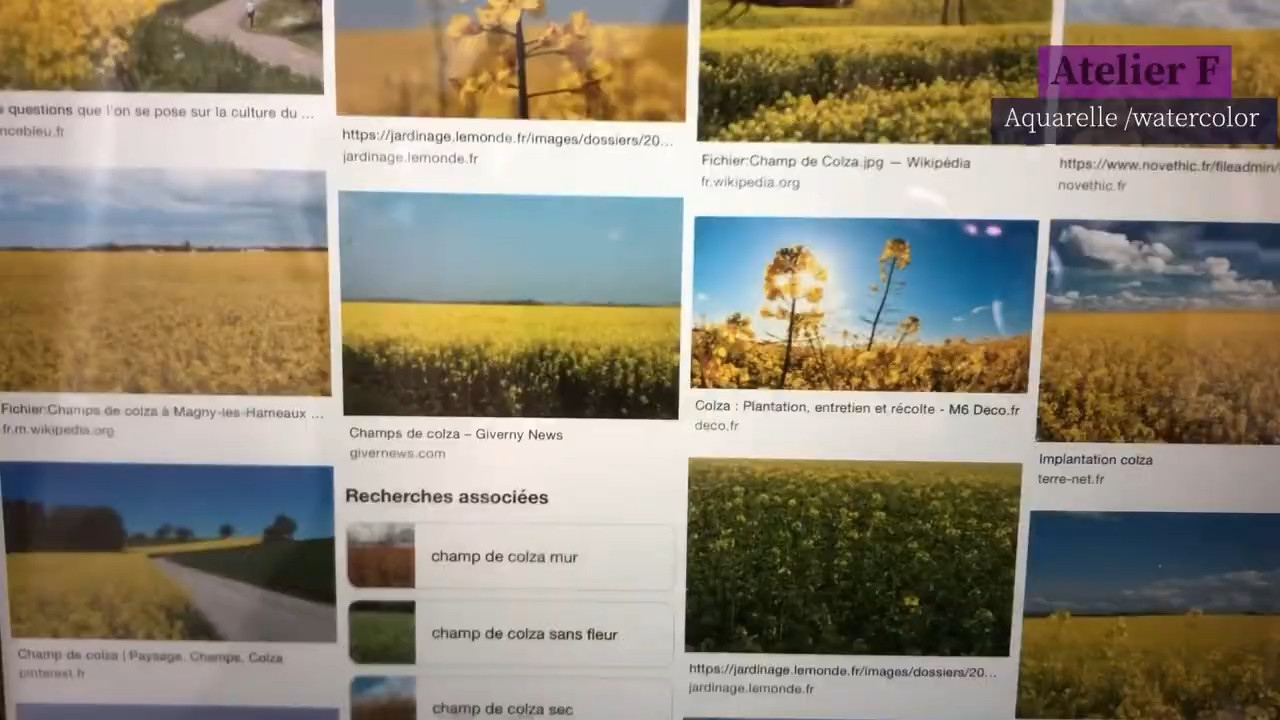 Atelier F
Aquarelle /watercolor
questions que l'on se pose sur la culture du ...
ncebleu.fr
https://jardinage.lemonde.fr/images/dossiers/20...
jardinage.lemonde.fr
Fichier:Champ de Colza.jpg — Wikipédia
fr.wikipedia.org
https://www.novethic.fr/fileadmin/
novethic.fr
Fichier:Champs de colza à Magny-les-Hameaux ...
fr.m.wikipedia.org
Champs de colza – Giverny News
givernews.com
Colza : Plantation, entretien et récolte - M6 Deco.fr
deco.fr
Implantation colza
terre-net.fr
Recherches associées
champ de colza mur
champ de colza sans fleur
champ de colza sec
Champ de colza | Paysage, Champs, Colza
pinterest.fr
https://jardinage.lemonde.fr/images/dossiers/20...
jardinage.lemonde.fr